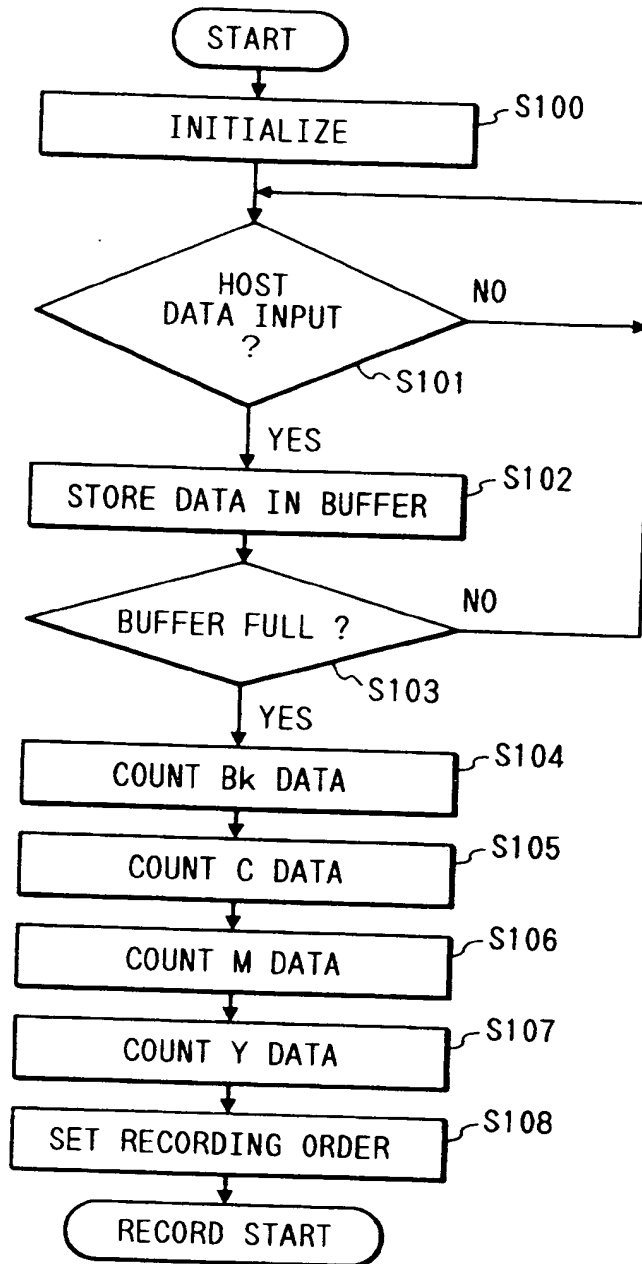 START
INITIALIZE
S100
HOST
DATA INPUT
?
NO
S101
YES
STORE DATA IN BUFFER
S102
BUFFER FULL ?
NO
S103
YES
COUNT Bk DATA
S104
COUNT C DATA
S105
COUNT M DATA
S106
COUNT Y DATA
S107
SET RECORDING ORDER
S108
RECORD START